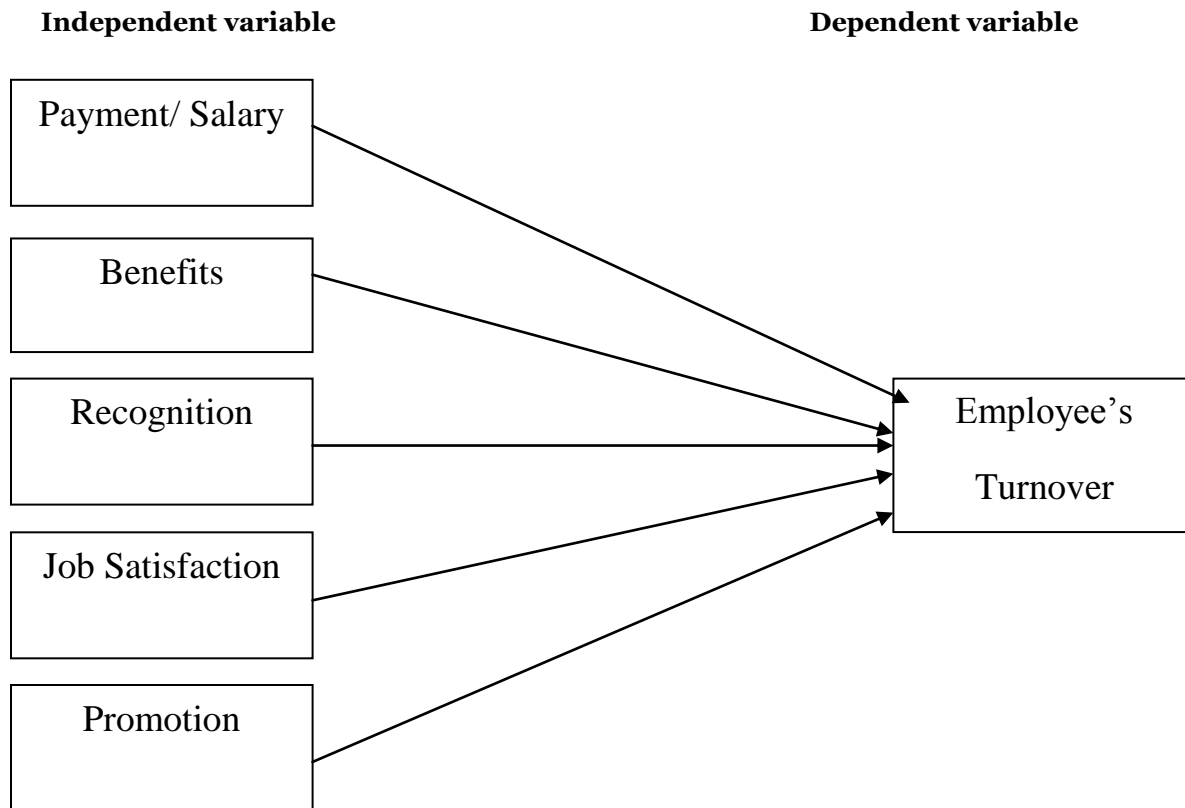 Independent variable
Dependent variable
Payment/ Salary
Benefits
Recognition
Job Satisfaction
Promotion
Employee’s
Turnover